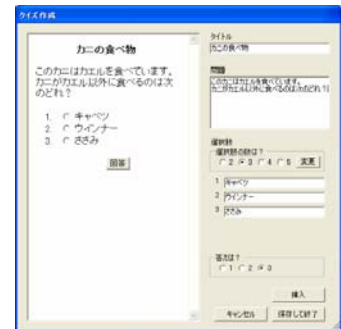 クイズ作成
カニの食べ物
このカニはカエルを食べています。
カニがカエル以外に食べるのは次
のどれ？
1. キャベツ
2. ウインナー
3. ささみ
回答
タイトル
カニの食べ物
問題
このカニはカエルを食べています。
カニがカエル以外に食べるのは次のどれ？
選択肢
選択肢の数は？
2 3 4 5 変更
1 キャベツ
2 ウインナー
3 ささみ
答えは？
1 2 3
挿入
キャンセル 保存して終了